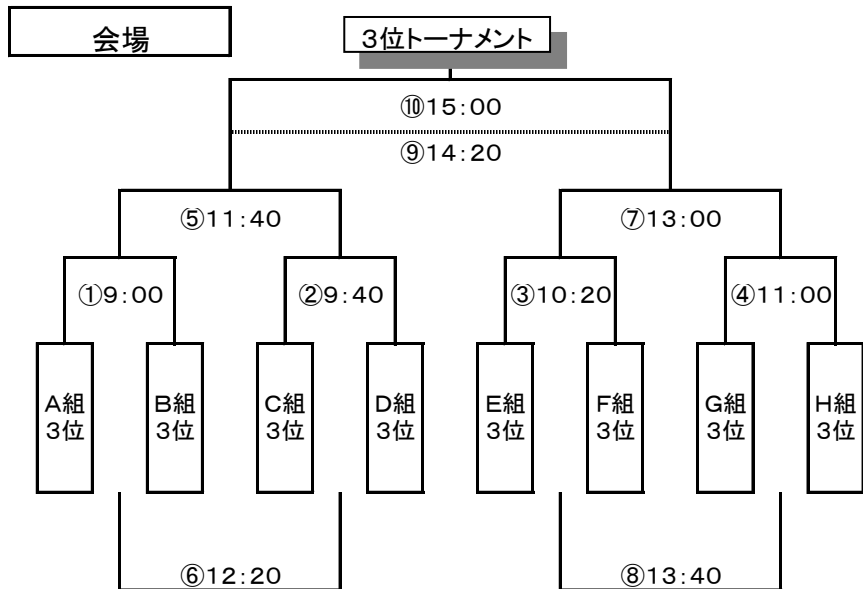 会場
3位トーナメント
⑩15:00
⑨14:20
⑤11:40
⑦13:00
①9:00
②9:40
③10:20
④11:00
A組
3位
B組
3位
C組
3位
D組
3位
E組
3位
F組
3位
G組
3位
H組
3位
⑥12:20
⑧13:40